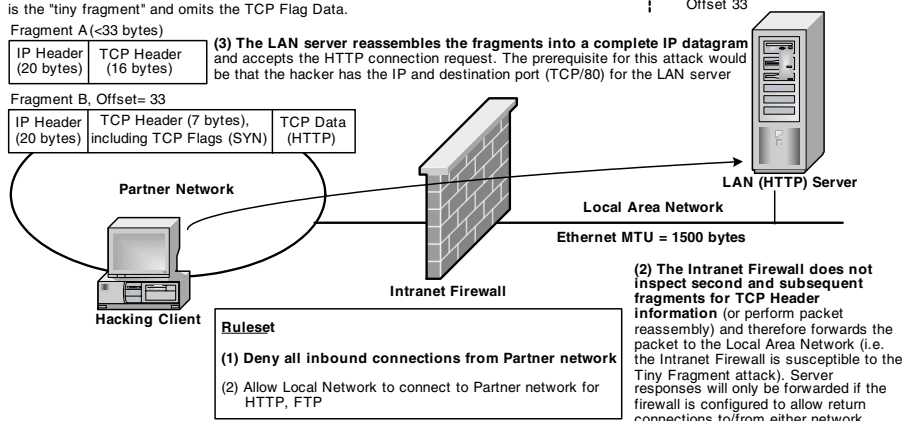 is the "tiny fragment" and omits the TCP Flag Data.
Offset 33
Fragment A (<33 bytes)
IP Header
(20 bytes)
TCP Header
(16 bytes)
(3) The LAN server reassembles the fragments into a complete IP datagram
and accepts the HTTP connection request. The prerequisite for this attack would
be that the hacker has the IP and destination port (TCP/80) for the LAN server
Fragment B, Offset= 33
IP Header
(20 bytes)
TCP Header (7 bytes),
including TCP Flags (SYN)
TCP Data
(HTTP)
Partner Network
LAN (HTTP) Server
Local Area Network
Ethernet MTU = 1500 bytes
Intranet Firewall
Hacking Client
(2) The Intranet Firewall does not
inspect second and subsequent
fragments for TCP Header
information (or perform packet
reassembly) and therefore forwards the
packet to the Local Area Network (i.e.
the Intranet Firewall is susceptible to the
Tiny Fragment attack). Server
responses will only be forwarded if the
firewall is configured to allow return
connections to/from either network
Ruleset
(1) Deny all inbound connections from Partner network
(2) Allow Local Network to connect to Partner network for
HTTP, FTP